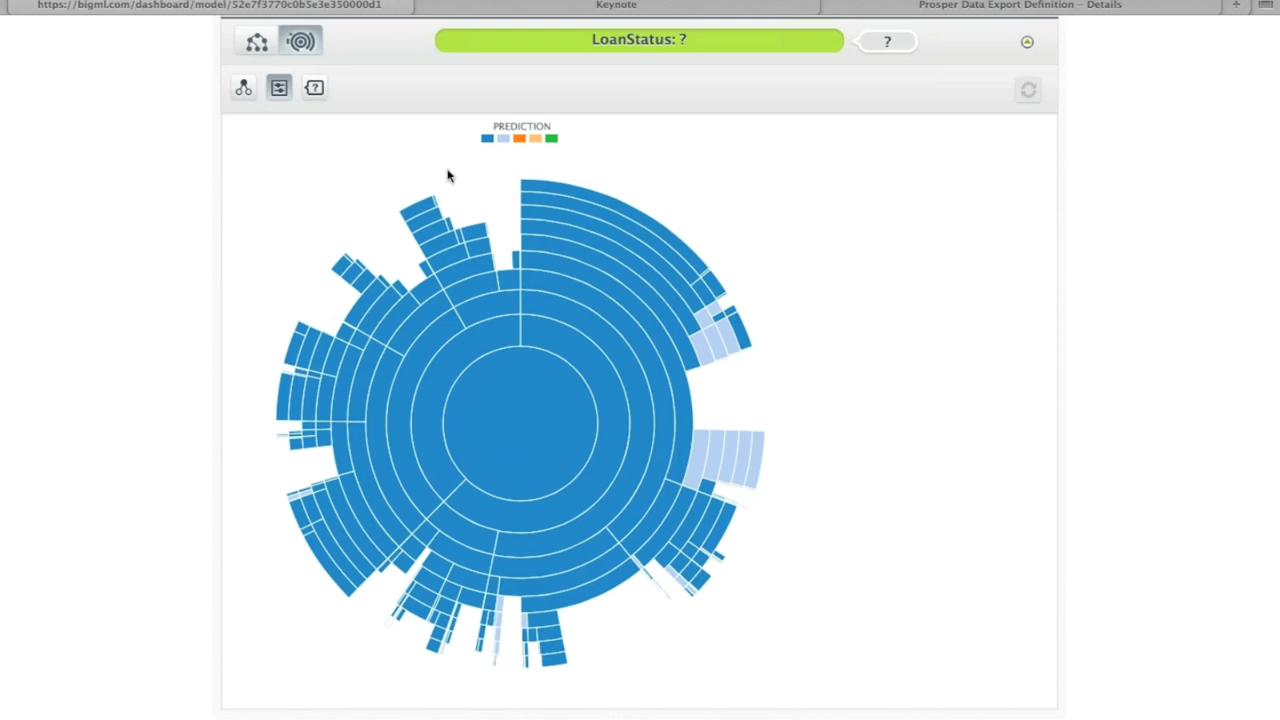 https://bigml.com/dashboard/model/52e7f3770c0b5e3e350000d1
Keynote
Prosper Data Export Definition – Details
+
LoanStatus: ?
?
?
PREDICTION